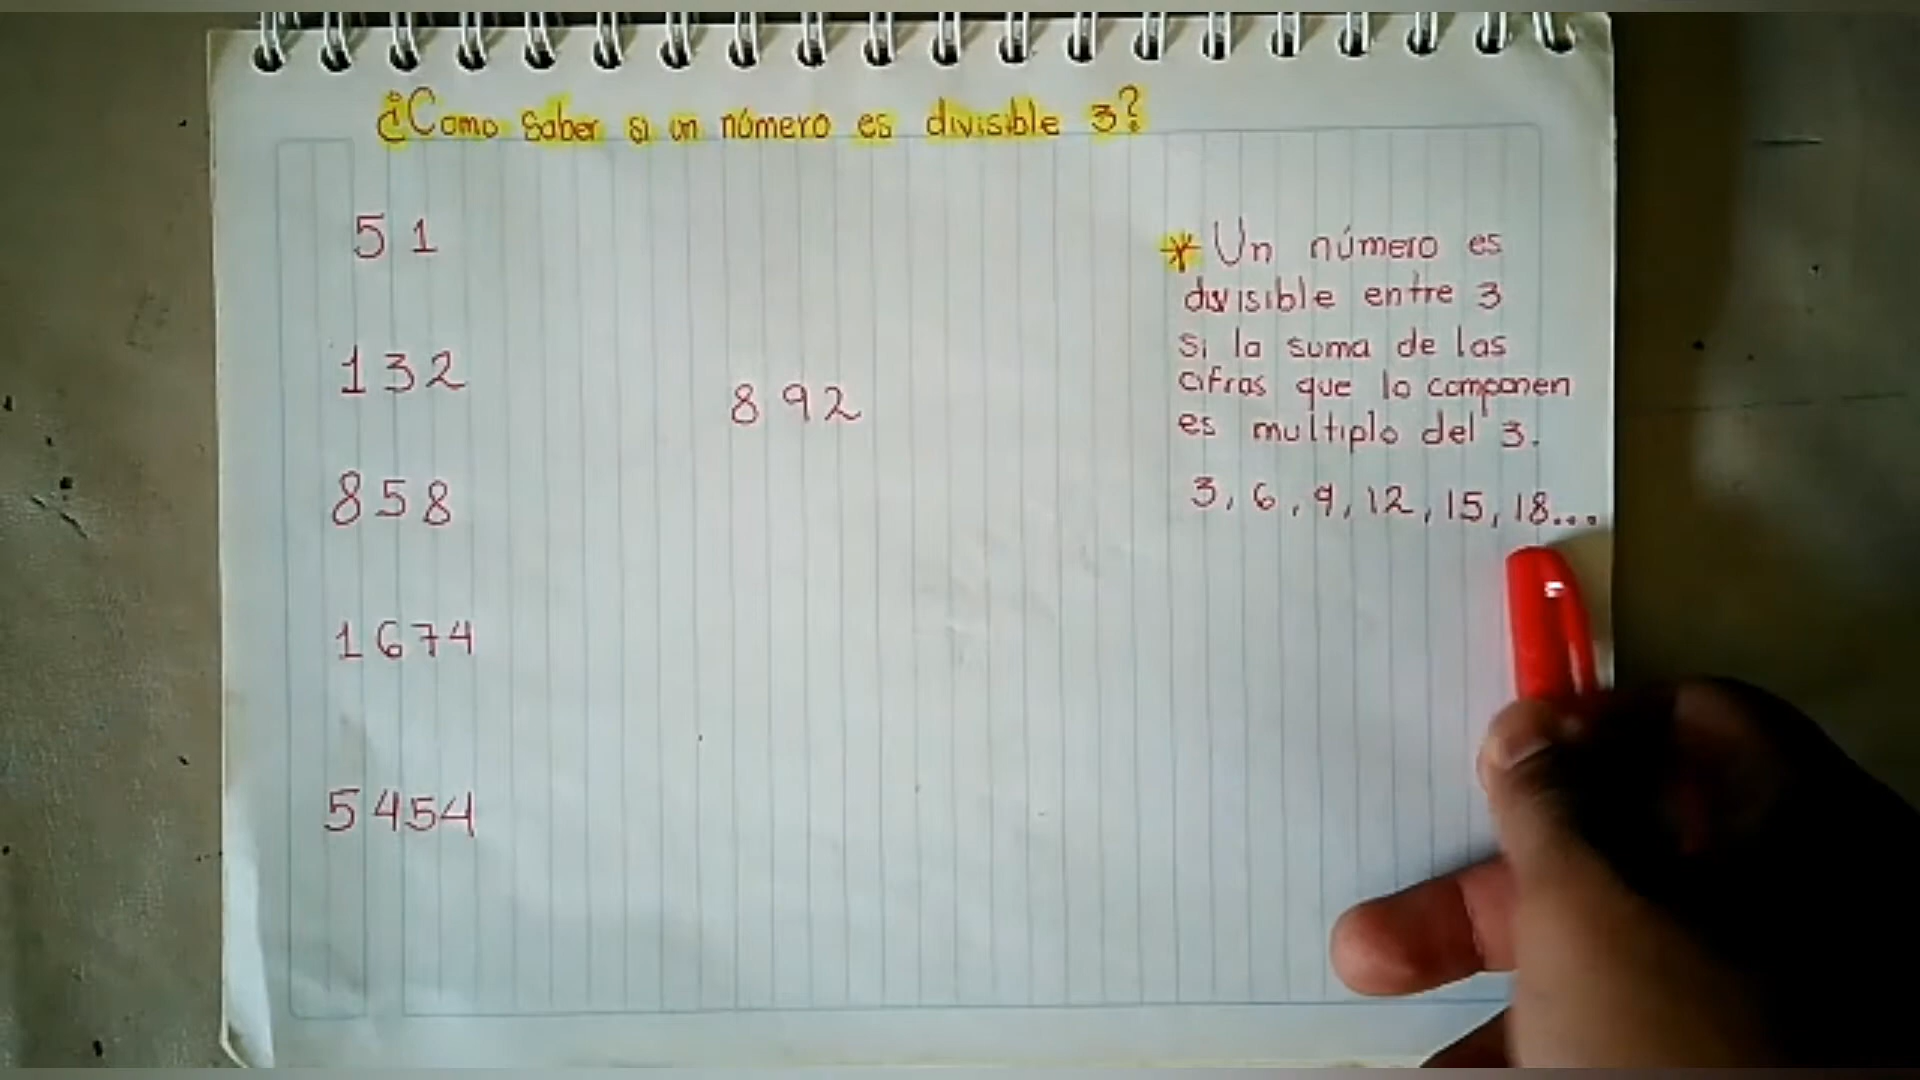 ¿Como saber si un número es divisible 3?
51
132
858
1674
5454
892
* Un número es
divisible entre 3
si la suma de las
cifras que lo componen
es multiplo del 3.
3, 6, 9, 12, 15, 18...